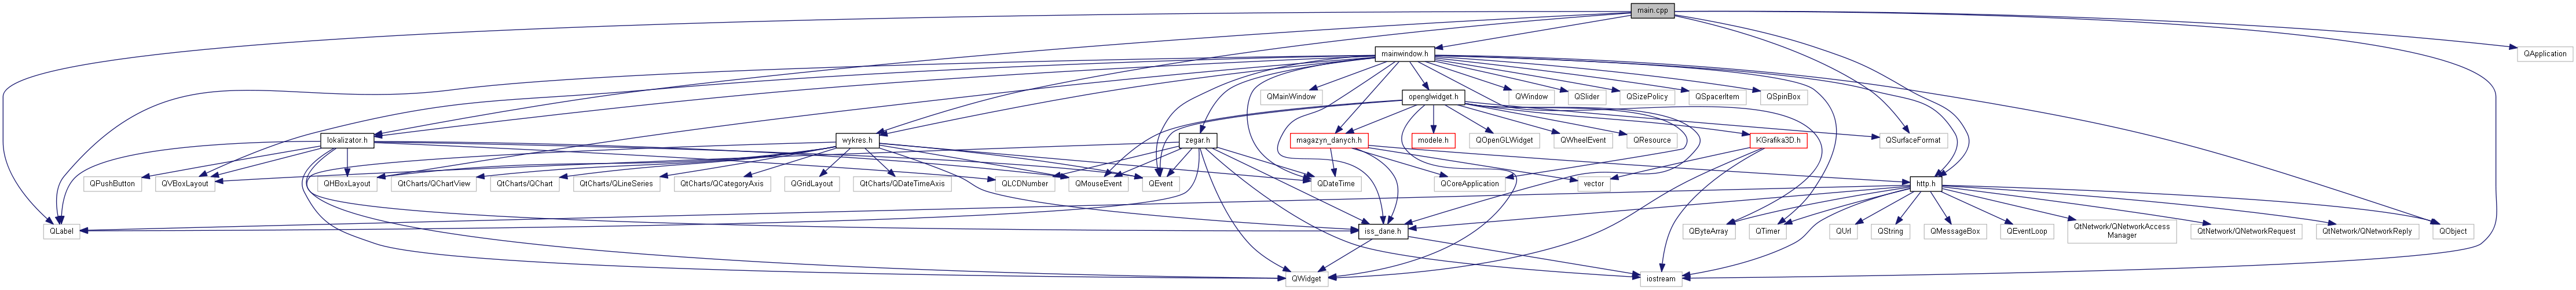 main.cpp
mainwindow.h
QApplication
QMainWindow
openglwidget.h
QWindow
QSlider
QSizePolicy
QSpacerItem
QSpinBox
lokalizator.h
wykres.h
zegar.h
magazyn_danych.h
modele.h
QOpenGLWidget
QWheelEvent
QResource
KGrafika3D.h
QSurfaceFormat
QPushButton
QVBoxLayout
QHBoxLayout
QtCharts/QChartView
QtCharts/QChart
QtCharts/QLineSeries
QtCharts/QCategoryAxis
QGridLayout
QtCharts/QDateTimeAxis
QLCDNumber
QMouseEvent
QEvent
QDateTime
QCoreApplication
vector
http.h
QLabel
iss_dane.h
QByteArray
QTimer
QUrl
QString
QMessageBox
QEventLoop
QtNetwork/QNetworkAccess
Manager
QtNetwork/QNetworkRequest
QtNetwork/QNetworkReply
QObject
QWidget
iostream